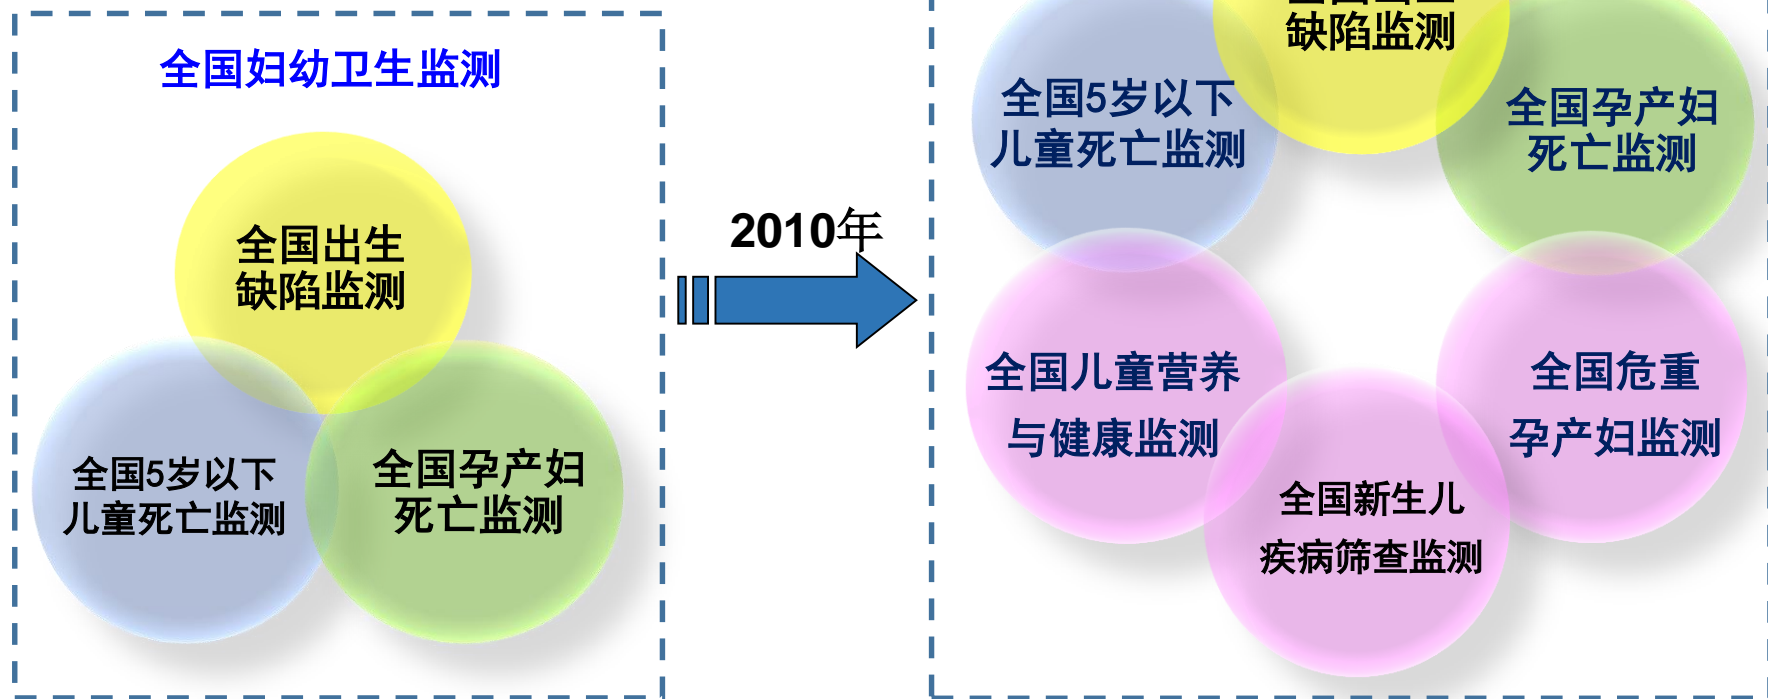 全国妇幼卫生监测
全国出生
缺陷监测
全国5岁以下
儿童死亡监测
全国孕产妇
死亡监测
2010年
缺陷监测
全国5岁以下
儿童死亡监测
全国孕产妇
死亡监测
全国儿童营养
与健康监测
全国危重
孕产妇监测
全国新生儿
疾病筛查监测